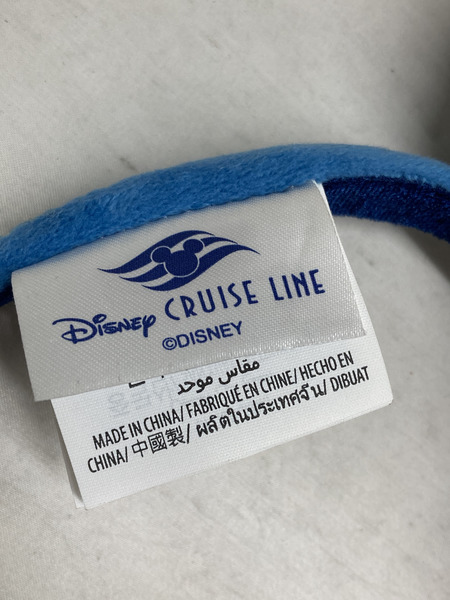 Disney CRUISE LINE
©DISNEY
مقاس موحد
MADE IN CHINA/ FABRIQUÉ EN CHINE/ HECHO EN
CHINA/ 中國製/ ผลิตในประเทศจีน/ DIBUAT